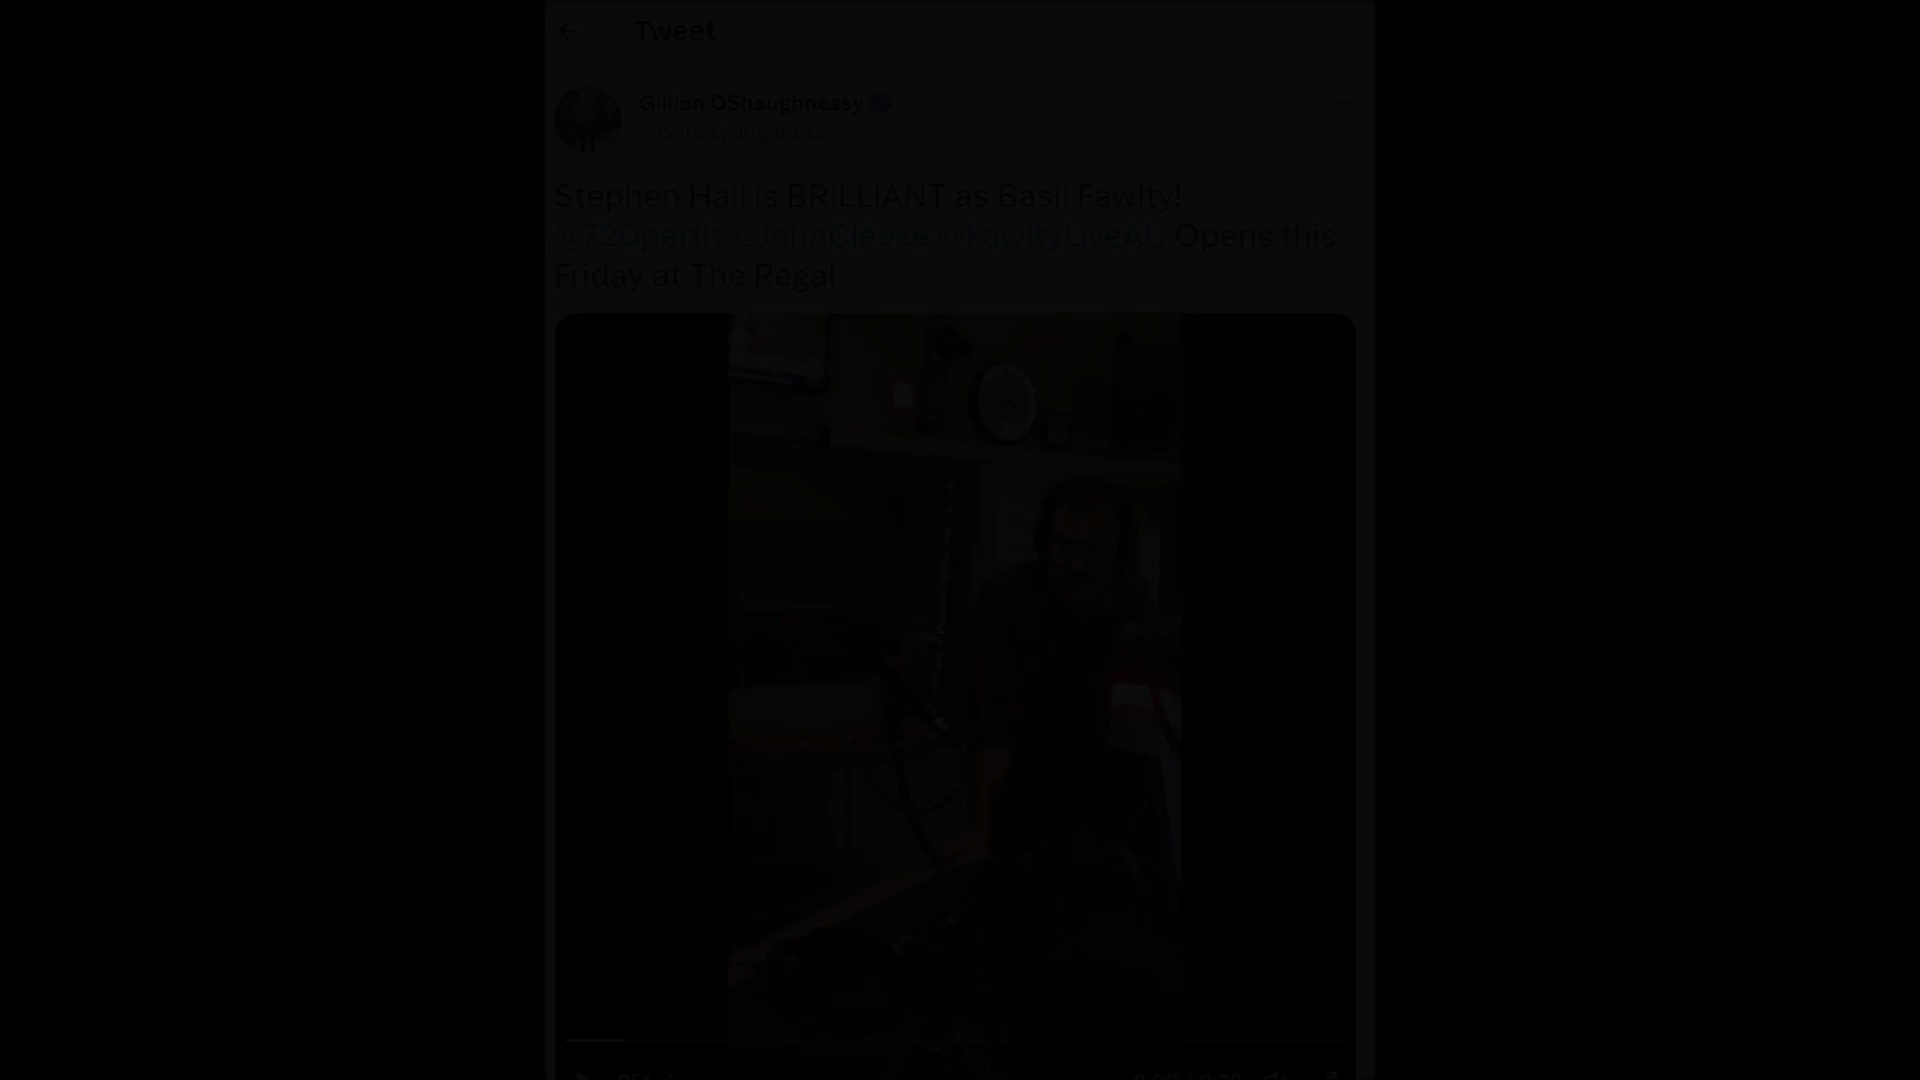 Tweet
Gillian OShaughnessy
@GillOshaughness
Stephen Hall is BRILLIANT as Basil Fawlty!
@720perth @JohnCleese @FawltyLiveAU Opens this
Friday at The Regal